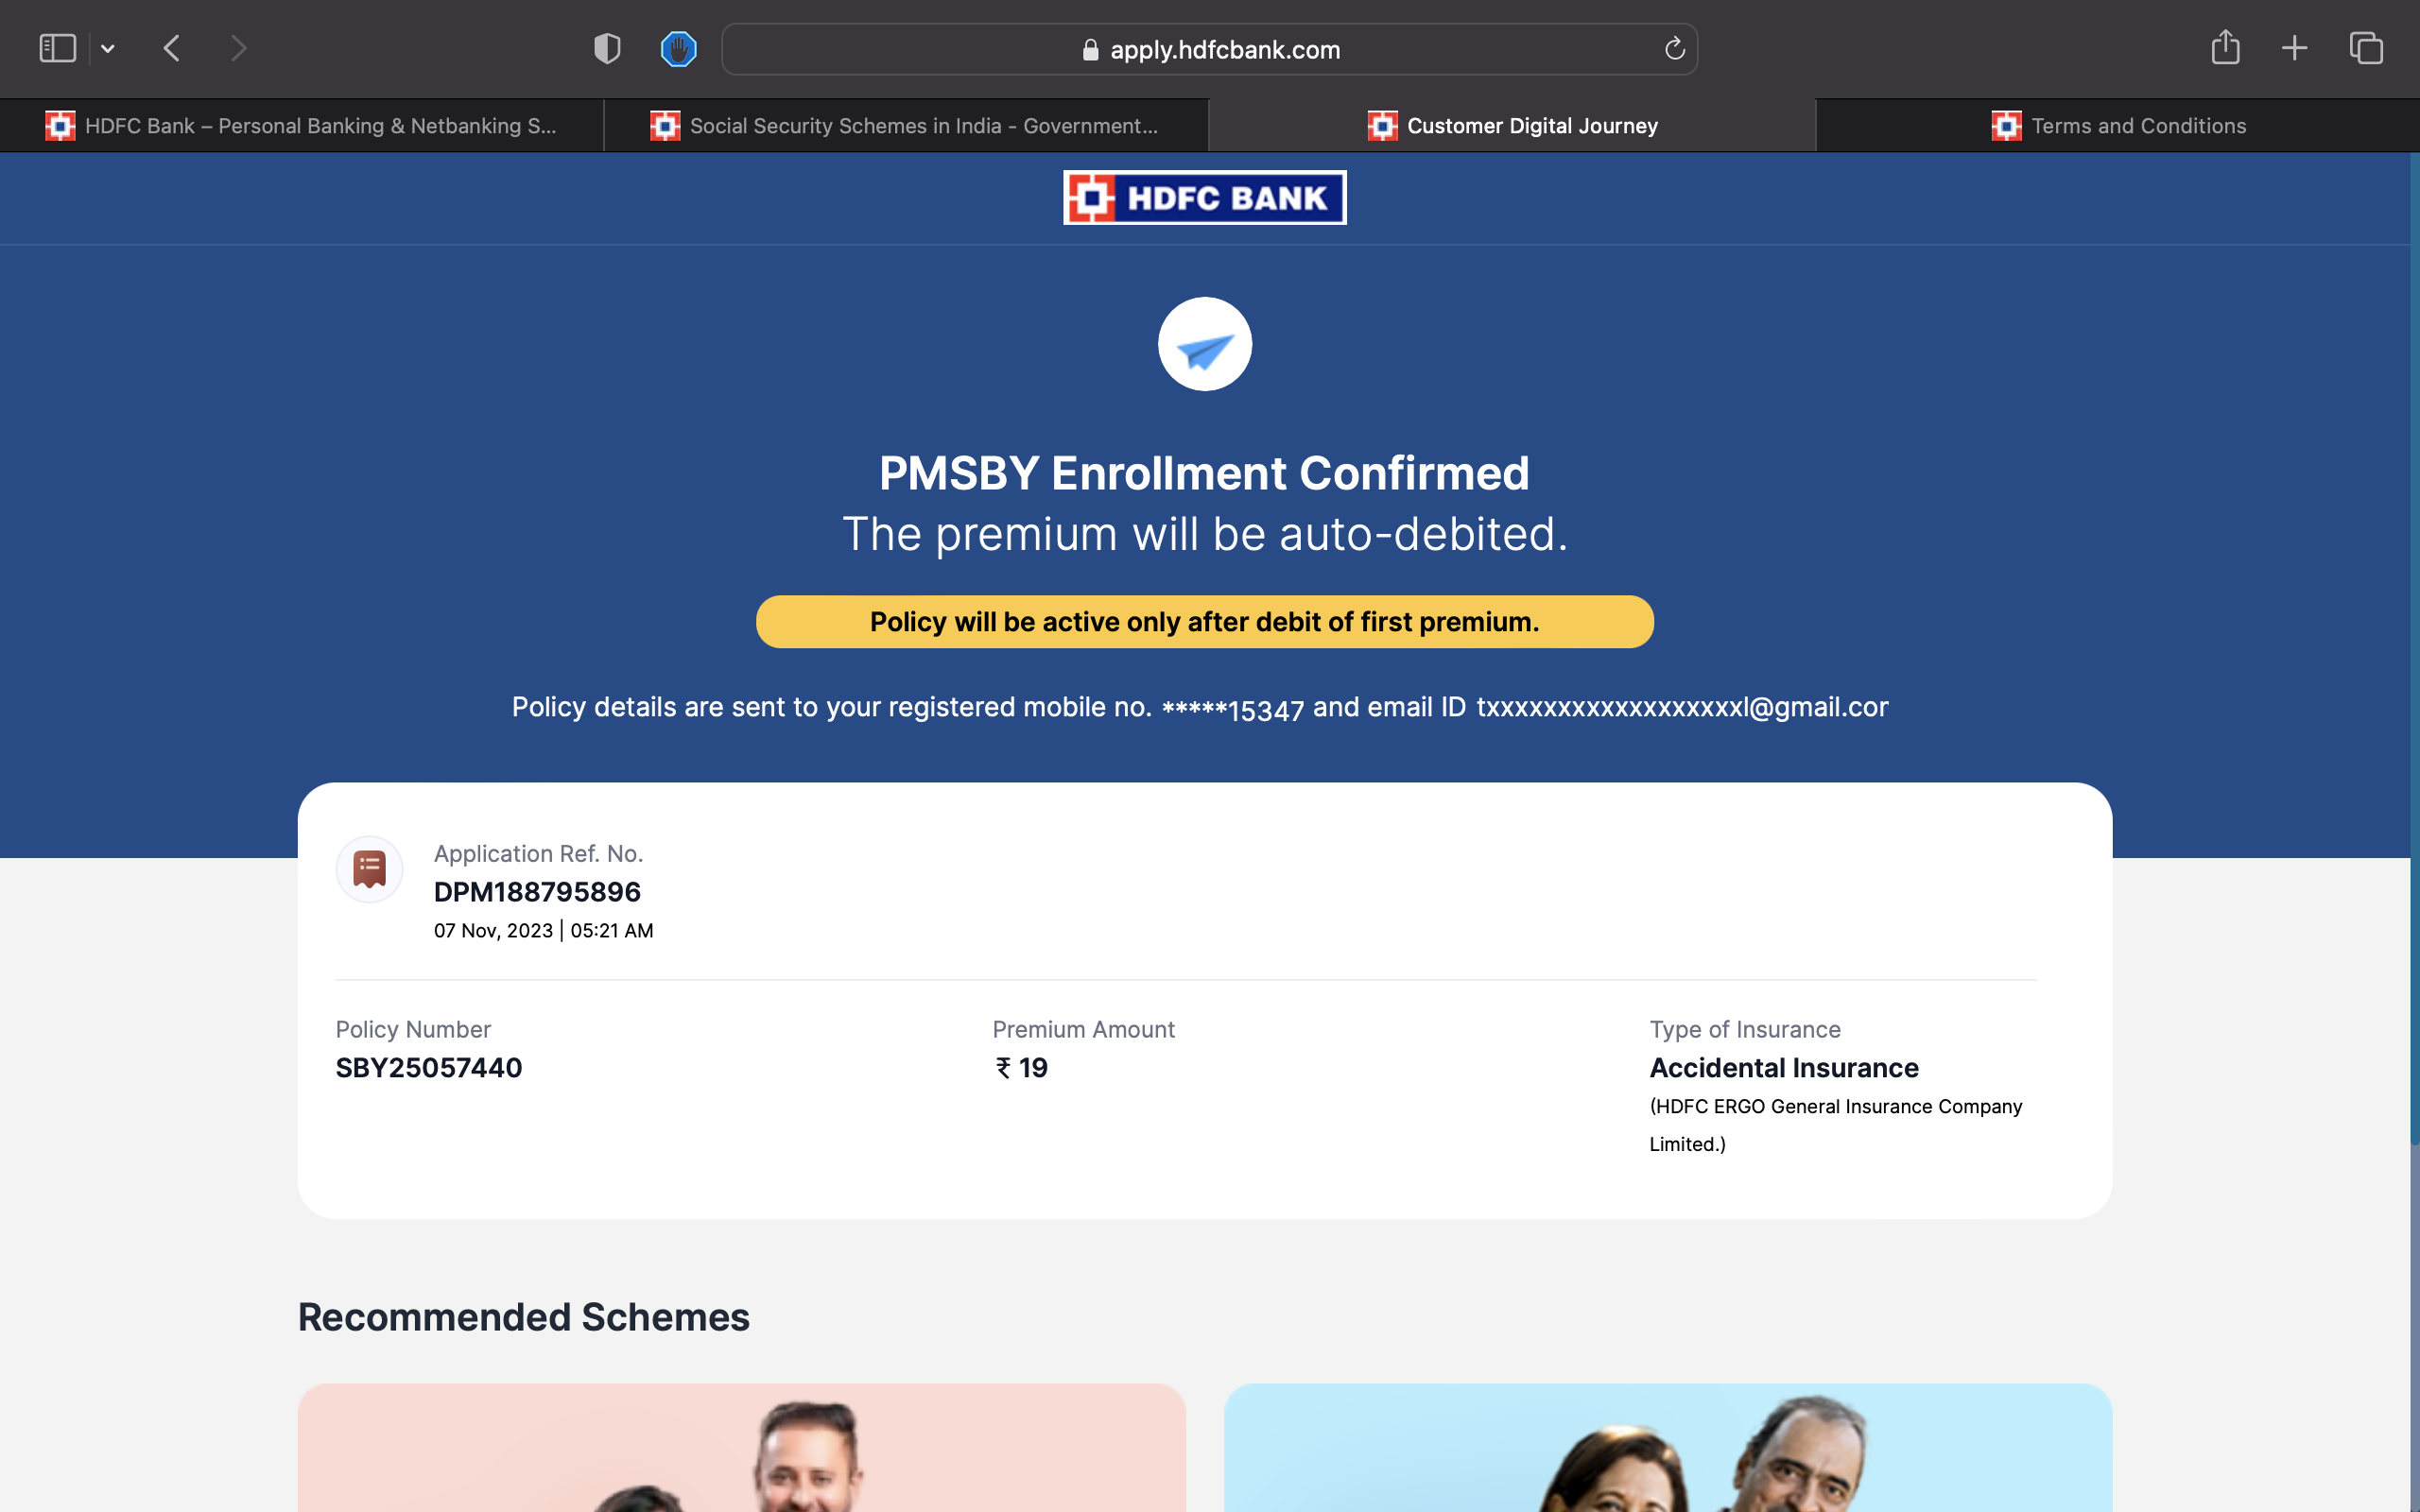 apply.hdfcbank.com
HDFC Bank – Personal Banking & Netbanking S...
Social Security Schemes in India - Government...
Customer Digital Journey
Terms and Conditions
HDFC BANK
PMSBY Enrollment Confirmed
The premium will be auto-debited.
Policy will be active only after debit of first premium.
Policy details are sent to your registered mobile no. *****15347 and email ID txxxxxxxxxxxxxxxxxxl@gmail.cor
Application Ref. No.
DPM188795896
07 Nov, 2023 | 05:21 AM
Policy Number
SBY25057440
Premium Amount
₹ 19
Type of Insurance
Accidental Insurance
(HDFC ERGO General Insurance Company
Limited.)
Recommended Schemes